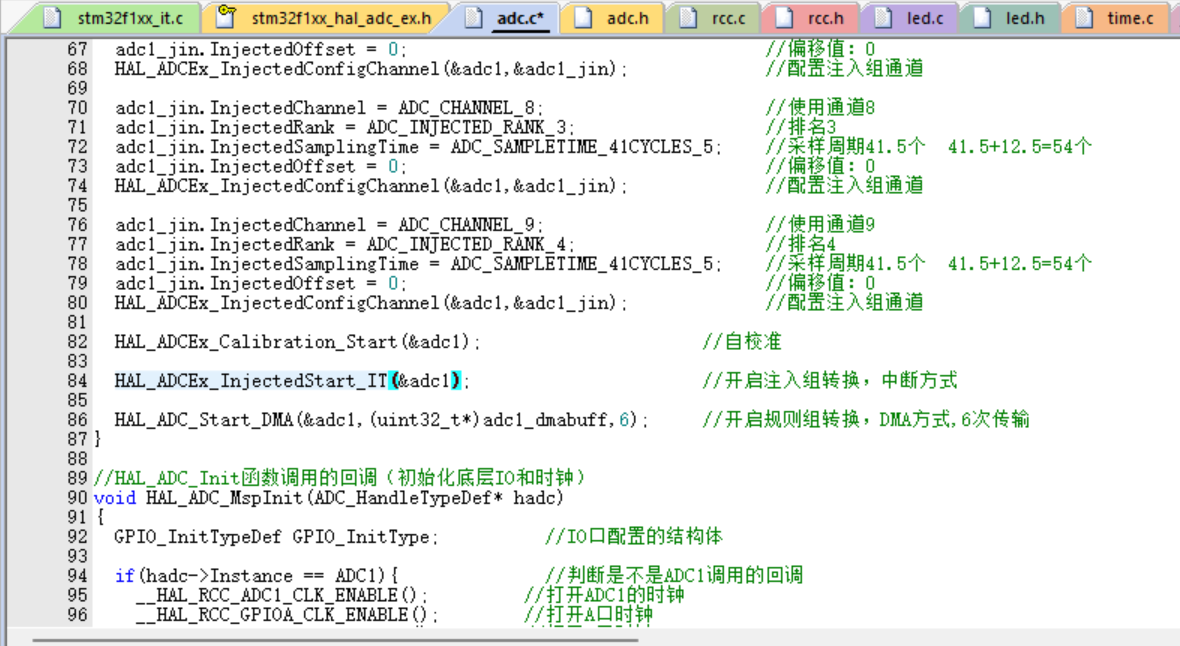 stm32f1xx_it.c stm32f1xx_hal_adc_ex.h adc.c* adc.h rcc.c rcc.h led.c led.h time.c
67 adc1_jin.InjectedOffset = 0; //偏移值：0
68 HAL_ADCEx_InjectedConfigChannel(&adc1,&adc1_jin); //配置注入组通道
69
70 adc1_jin.InjectedChannel = ADC_CHANNEL_8; //使用通道8
71 adc1_jin.InjectedRank = ADC_INJECTED_RANK_3; //排名3
72 adc1_jin.InjectedSamplingTime = ADC_SAMPLETIME_41CYCLES_5; //采样周期41.5个 41.5+12.5=54个
73 adc1_jin.InjectedOffset = 0; //偏移值：0
74 HAL_ADCEx_InjectedConfigChannel(&adc1,&adc1_jin); //配置注入组通道
75
76 adc1_jin.InjectedChannel = ADC_CHANNEL_9; //使用通道9
77 adc1_jin.InjectedRank = ADC_INJECTED_RANK_4; //排名4
78 adc1_jin.InjectedSamplingTime = ADC_SAMPLETIME_41CYCLES_5; //采样周期41.5个 41.5+12.5=54个
79 adc1_jin.InjectedOffset = 0; //偏移值：0
80 HAL_ADCEx_InjectedConfigChannel(&adc1,&adc1_jin); //配置注入组通道
81
82 HAL_ADCEx_Calibration_Start(&adc1); //自校准
83
84 HAL_ADCEx_InjectedStart_IT(&adc1); //开启注入组转换，中断方式
85
86 HAL_ADC_Start_DMA(&adc1,(uint32_t*)adc1_dmabuff,6); //开启规则组转换，DMA方式,6次传输
87 }
88
89 //HAL_ADC_Init函数调用的回调（初始化底层IO和时钟）
90 void HAL_ADC_MspInit(ADC_HandleTypeDef* hadc)
91 {
92 GPIO_InitTypeDef GPIO_InitType; //IO口配置的结构体
93
94 if(hadc->Instance == ADC1){ //判断是不是ADC1调用的回调
95 __HAL_RCC_ADC1_CLK_ENABLE(); //打开ADC1的时钟
96 __HAL_RCC_GPIOA_CLK_ENABLE(); //打开A口时钟